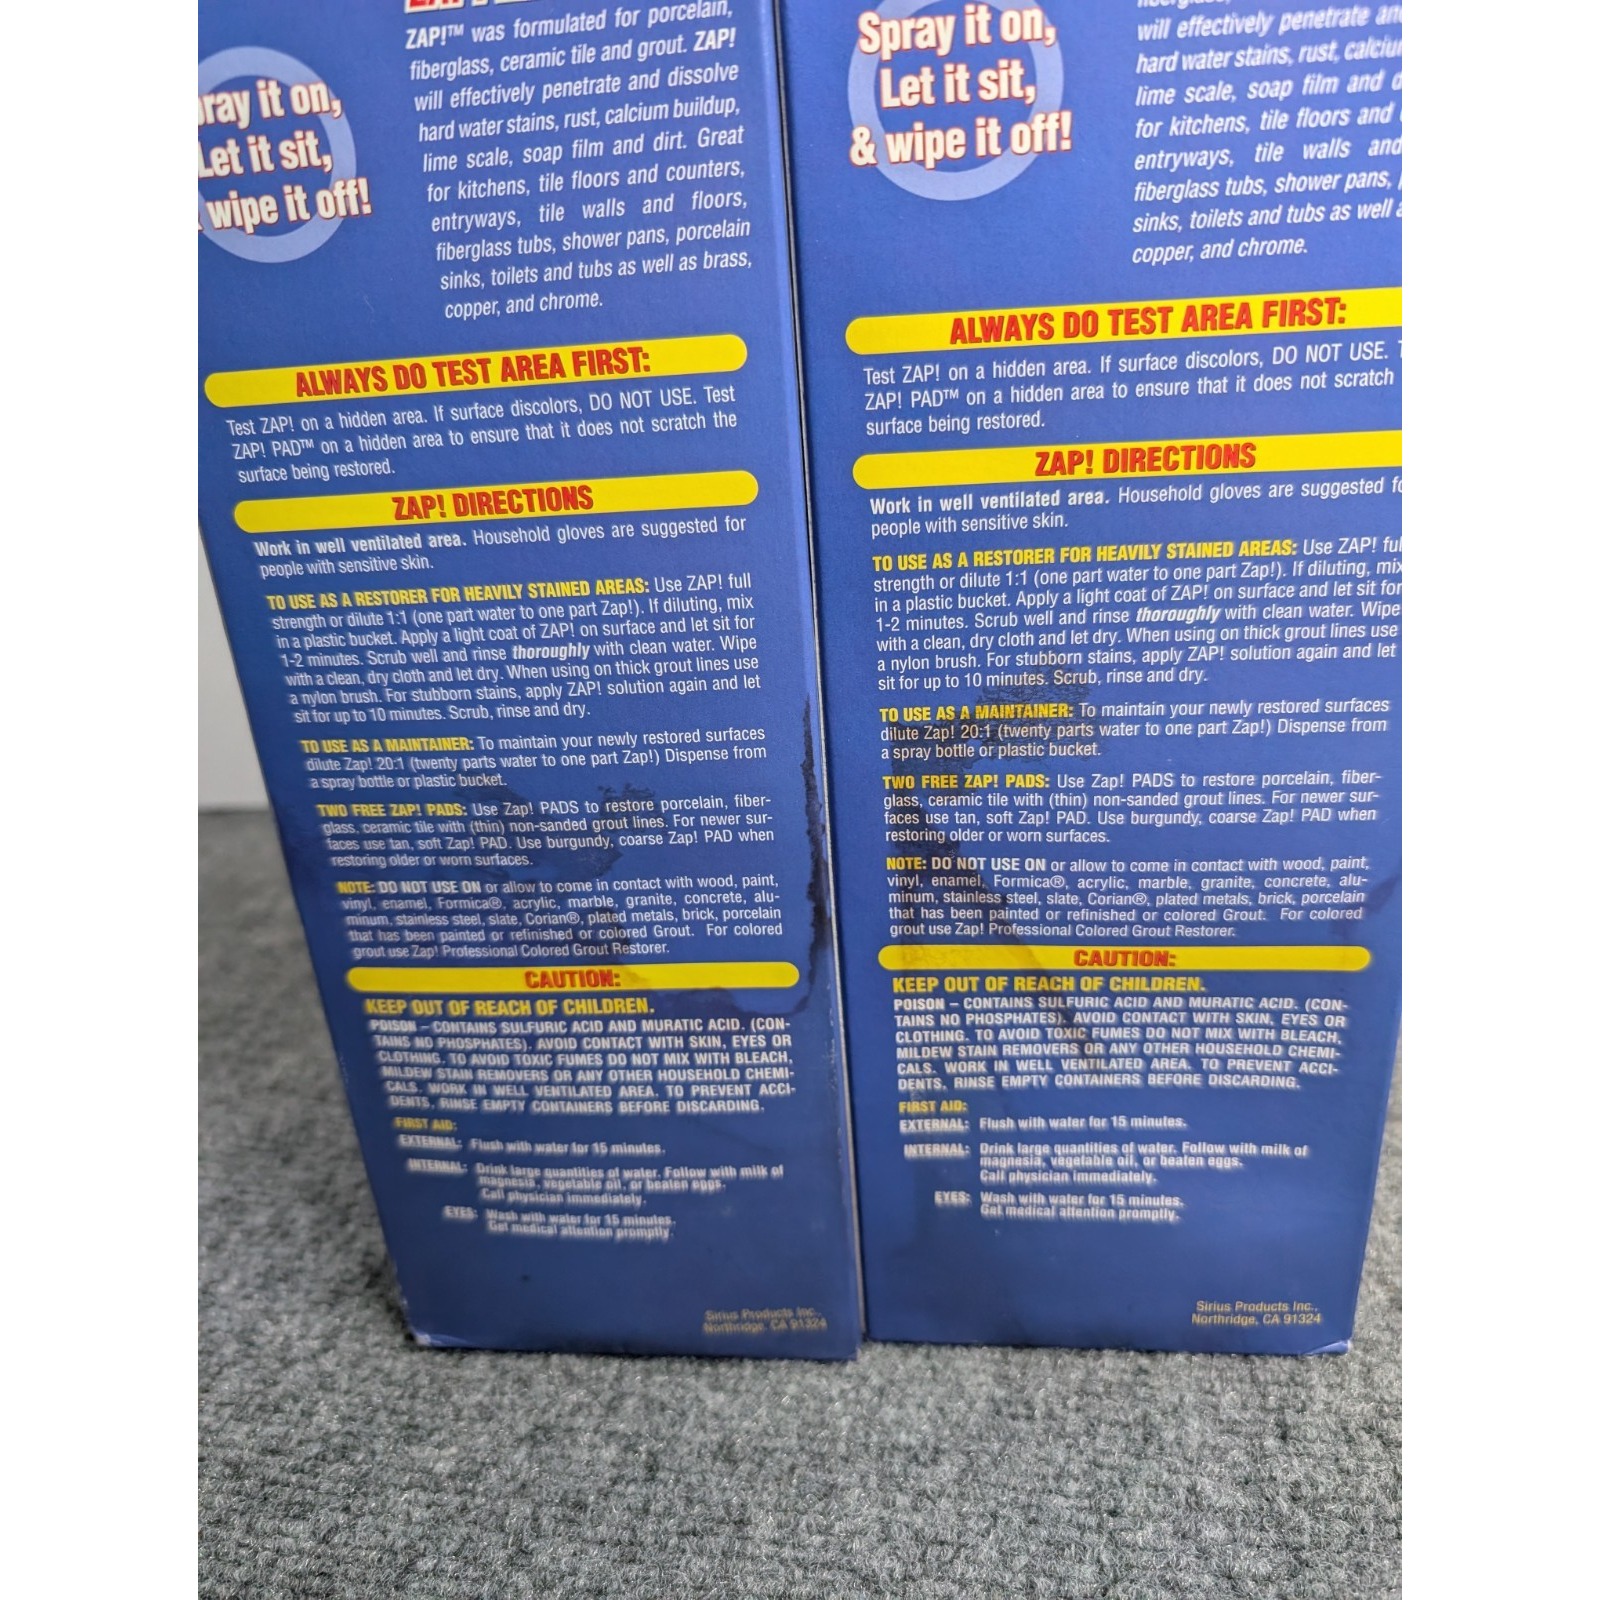 ZAP!™ was formulated for porcelain,
fiberglass, ceramic tile and grout. ZAP!
will effectively penetrate and dissolve
hard water stains, rust, calcium buildup,
lime scale, soap film and dirt. Great
for kitchens, tile floors and counters,
entryways, tile walls and floors,
fiberglass tubs, shower pans, porcelain
sinks, toilets and tubs as well as brass,
copper, and chrome.
it on,
Let it sit,
wipe it off!
ALWAYS DO TEST AREA FIRST:
Test ZAP! on a hidden area. If surface discolors, DO NOT USE. Test
ZAP! PAD™ on a hidden area to ensure that it does not scratch the
surface being restored.
ZAP! DIRECTIONS
Work in well ventilated area. Household gloves are suggested for
people with sensitive skin.
TO USE AS A RESTORER FOR HEAVILY STAINED AREAS: Use ZAP! full
strength or dilute 1:1 (one part water to one part Zap!). If diluting, mix
in a plastic bucket. Apply a light coat of ZAP! on surface and let sit for
1-2 minutes. Scrub well and rinse thoroughly with clean water. Wipe
with a clean, dry cloth and let dry. When using on thick grout lines use
a nylon brush. For stubborn stains, apply ZAP! solution again and let
sit for up to 10 minutes. Scrub, rinse and dry.
TO USE AS A MAINTAINER: To maintain your newly restored surfaces
dilute Zap! 20:1 (twenty parts water to one part Zap!) Dispense from
a spray bottle or plastic bucket.
TWO FREE ZAP! PADS: Use Zap! PADS to restore porcelain, fiber-
glass, ceramic tile with (thin) non-sanded grout lines. For newer sur-
faces use tan, soft Zap! PAD. Use burgundy, coarse Zap! PAD when
restoring older or worn surfaces.
NOTE: DO NOT USE ON or allow to come in contact with wood, paint,
vinyl, enamel, Formica®, acrylic, marble, granite, concrete, alu-
minum, stainless steel, slate, Corian®, plated metals, brick, porcelain
that has been painted or refinished or colored Grout. For colored
grout use Zap! Professional Colored Grout Restorer.
CAUTION:
KEEP OUT OF REACH OF CHILDREN.
POISON – CONTAINS SULFURIC ACID AND MURATIC ACID. (CON-
TAINS NO PHOSPHATES). AVOID CONTACT WITH SKIN, EYES OR
CLOTHING. TO AVOID TOXIC FUMES DO NOT MIX WITH BLEACH,
MILDEW STAIN REMOVERS OR ANY OTHER HOUSEHOLD CHEMI-
CALS. WORK IN WELL VENTILATED AREA. TO PREVENT ACCI-
DENTS, RINSE EMPTY CONTAINERS BEFORE DISCARDING.
FIRST AID:
EXTERNAL: Flush with water for 15 minutes.
INTERNAL: Drink large quantities of water. Follow with milk of
magnesia, vegetable oil, or beaten eggs.
Call physician immediately.
EYES: Wash with water for 15 minutes.
Get medical attention promptly.
Sirius Products Inc.,
Northridge, CA 91324
Spray it on,
Let it sit,
& wipe it off!
will effectively penetrate
hard water stains, rust,
lime scale, soap film and
for kitchens, tile floors and
entryways, tile walls and
fiberglass tubs, shower pans,
sinks, toilets and tubs as well
copper, and chrome.
ALWAYS DO TEST AREA FIRST:
Test ZAP! on a hidden area. If surface discolors, DO NOT USE.
ZAP! PAD™ on a hidden area to ensure that it does not scratch
surface being restored.
ZAP! DIRECTIONS
Work in well ventilated area. Household gloves are suggested
people with sensitive skin.
TO USE AS A RESTORER FOR HEAVILY STAINED AREAS: Use ZAP!
strength or dilute 1:1 (one part water to one part Zap!). If diluting, mix
in a plastic bucket. Apply a light coat of ZAP! on surface and let sit for
1-2 minutes. Scrub well and rinse thoroughly with clean water. Wipe
with a clean, dry cloth and let dry. When using on thick grout lines use
a nylon brush. For stubborn stains, apply ZAP! solution again and let
sit for up to 10 minutes. Scrub, rinse and dry.
TO USE AS A MAINTAINER: To maintain your newly restored surfaces
dilute Zap! 20:1 (twenty parts water to one part Zap!) Dispense from
a spray bottle or plastic bucket.
TWO FREE ZAP! PADS: Use Zap! PADS to restore porcelain, fiber-
glass, ceramic tile with (thin) non-sanded grout lines. For newer sur-
faces use tan, soft Zap! PAD. Use burgundy, coarse Zap! PAD when
restoring older or worn surfaces.
NOTE: DO NOT USE ON or allow to come in contact with wood, paint,
vinyl, enamel, Formica®, acrylic, marble, granite, concrete, alu-
minum, stainless steel, slate, Corian®, plated metals, brick, porcelain
that has been painted or refinished or colored Grout. For colored
grout use Zap! Professional Colored Grout Restorer.
CAUTION:
KEEP OUT OF REACH OF CHILDREN.
POISON – CONTAINS SULFURIC ACID AND MURATIC ACID. (CON-
TAINS NO PHOSPHATES). AVOID CONTACT WITH SKIN, EYES OR
CLOTHING. TO AVOID TOXIC FUMES DO NOT MIX WITH BLEACH,
MILDEW STAIN REMOVERS OR ANY OTHER HOUSEHOLD CHEMI-
CALS. WORK IN WELL VENTILATED AREA. TO PREVENT ACCI-
DENTS, RINSE EMPTY CONTAINERS BEFORE DISCARDING.
FIRST AID:
EXTERNAL: Flush with water for 15 minutes.
INTERNAL: Drink large quantities of water. Follow with milk of
magnesia, vegetable oil, or beaten eggs.
Call physician immediately.
EYES: Wash with water for 15 minutes.
Get medical attention promptly.
Sirius Products Inc.,
Northridge, CA 91324